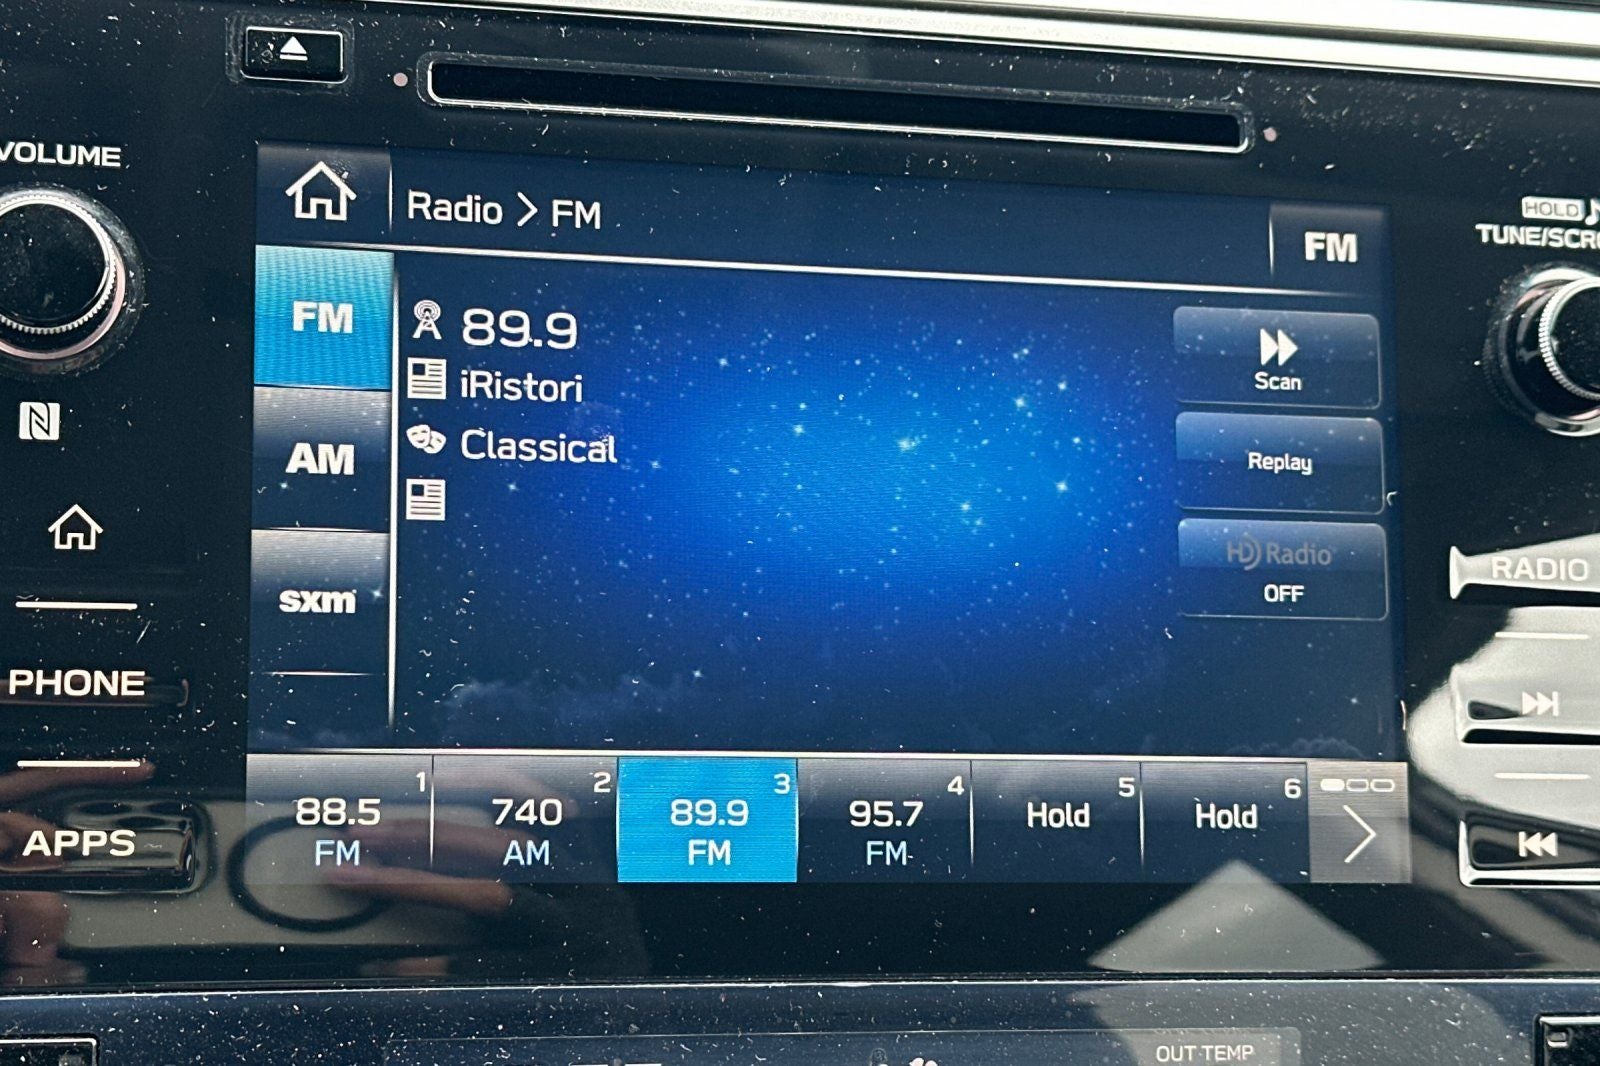 VOLUME
HOLD
TUNE/SCR
Radio > FM
FM
FM
AM
sxm
89.9
iRistori
Classical
Scan
Replay
HD Radio
OFF
PHONE
APPS
RADIO
1
88.5
FM
2
740
AM
3
89.9
FM
4
95.7
FM
5
Hold
6
Hold
OUT TEMP